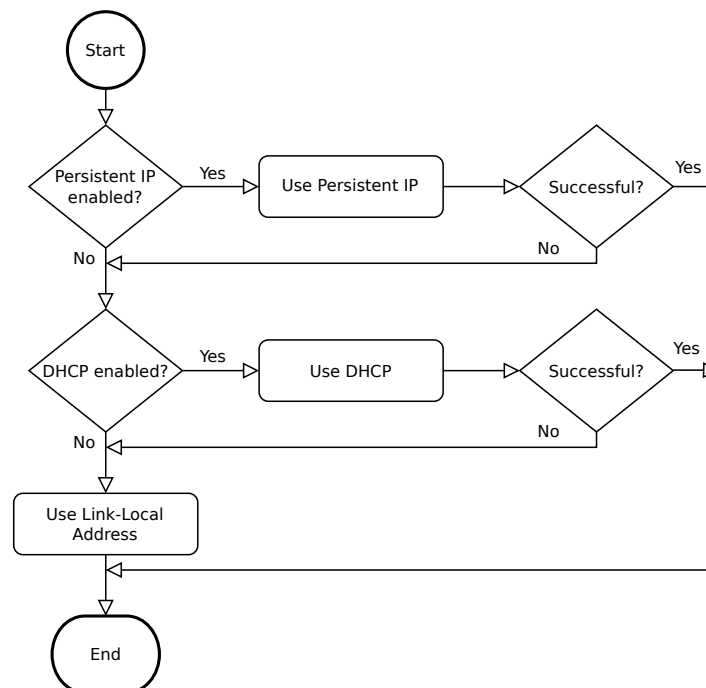 Start
Persistent IP
enabled?
Yes
Use Persistent IP
Successful?
Yes
No
No
DHCP enabled?
Yes
Use DHCP
Successful?
Yes
No
No
Use Link-Local
Address
End